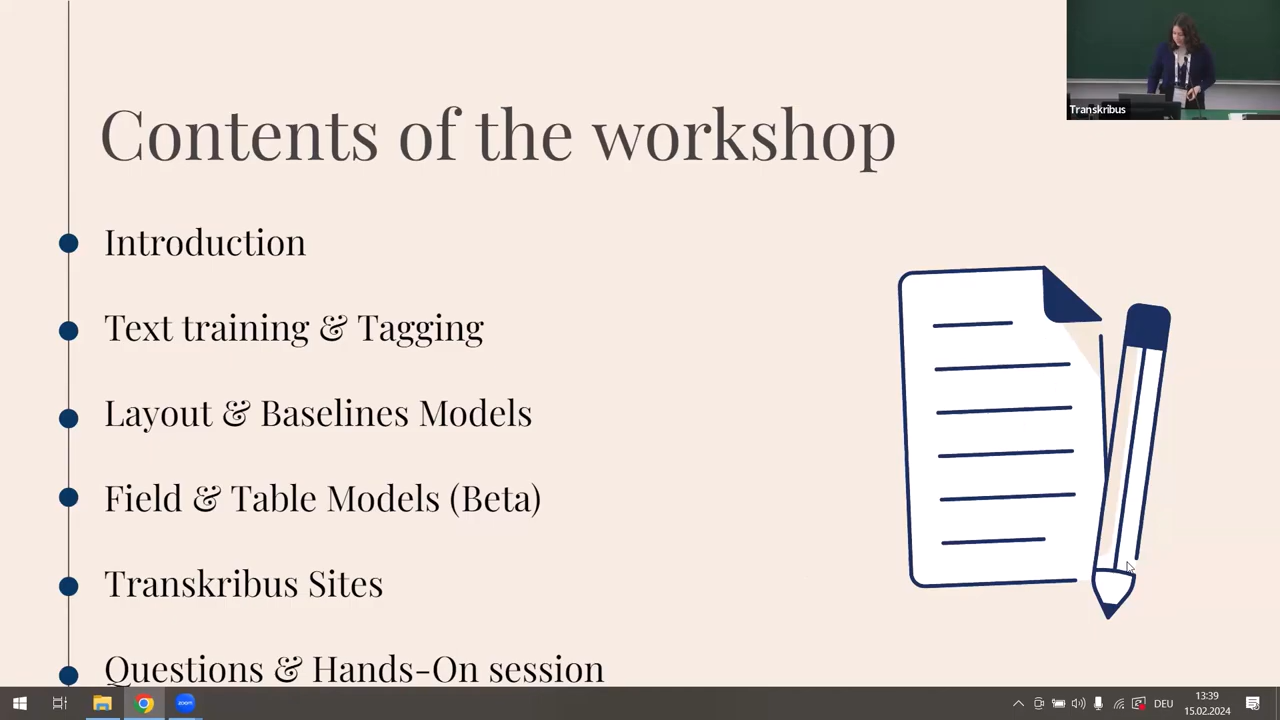 Transkribus
Contents of the workshop
Introduction
Text training & Tagging
Layout & Baselines Models
Field & Table Models (Beta)
Transkribus Sites
Questions & Hands-On session
zoom
DEU
13:39
15.02.2024